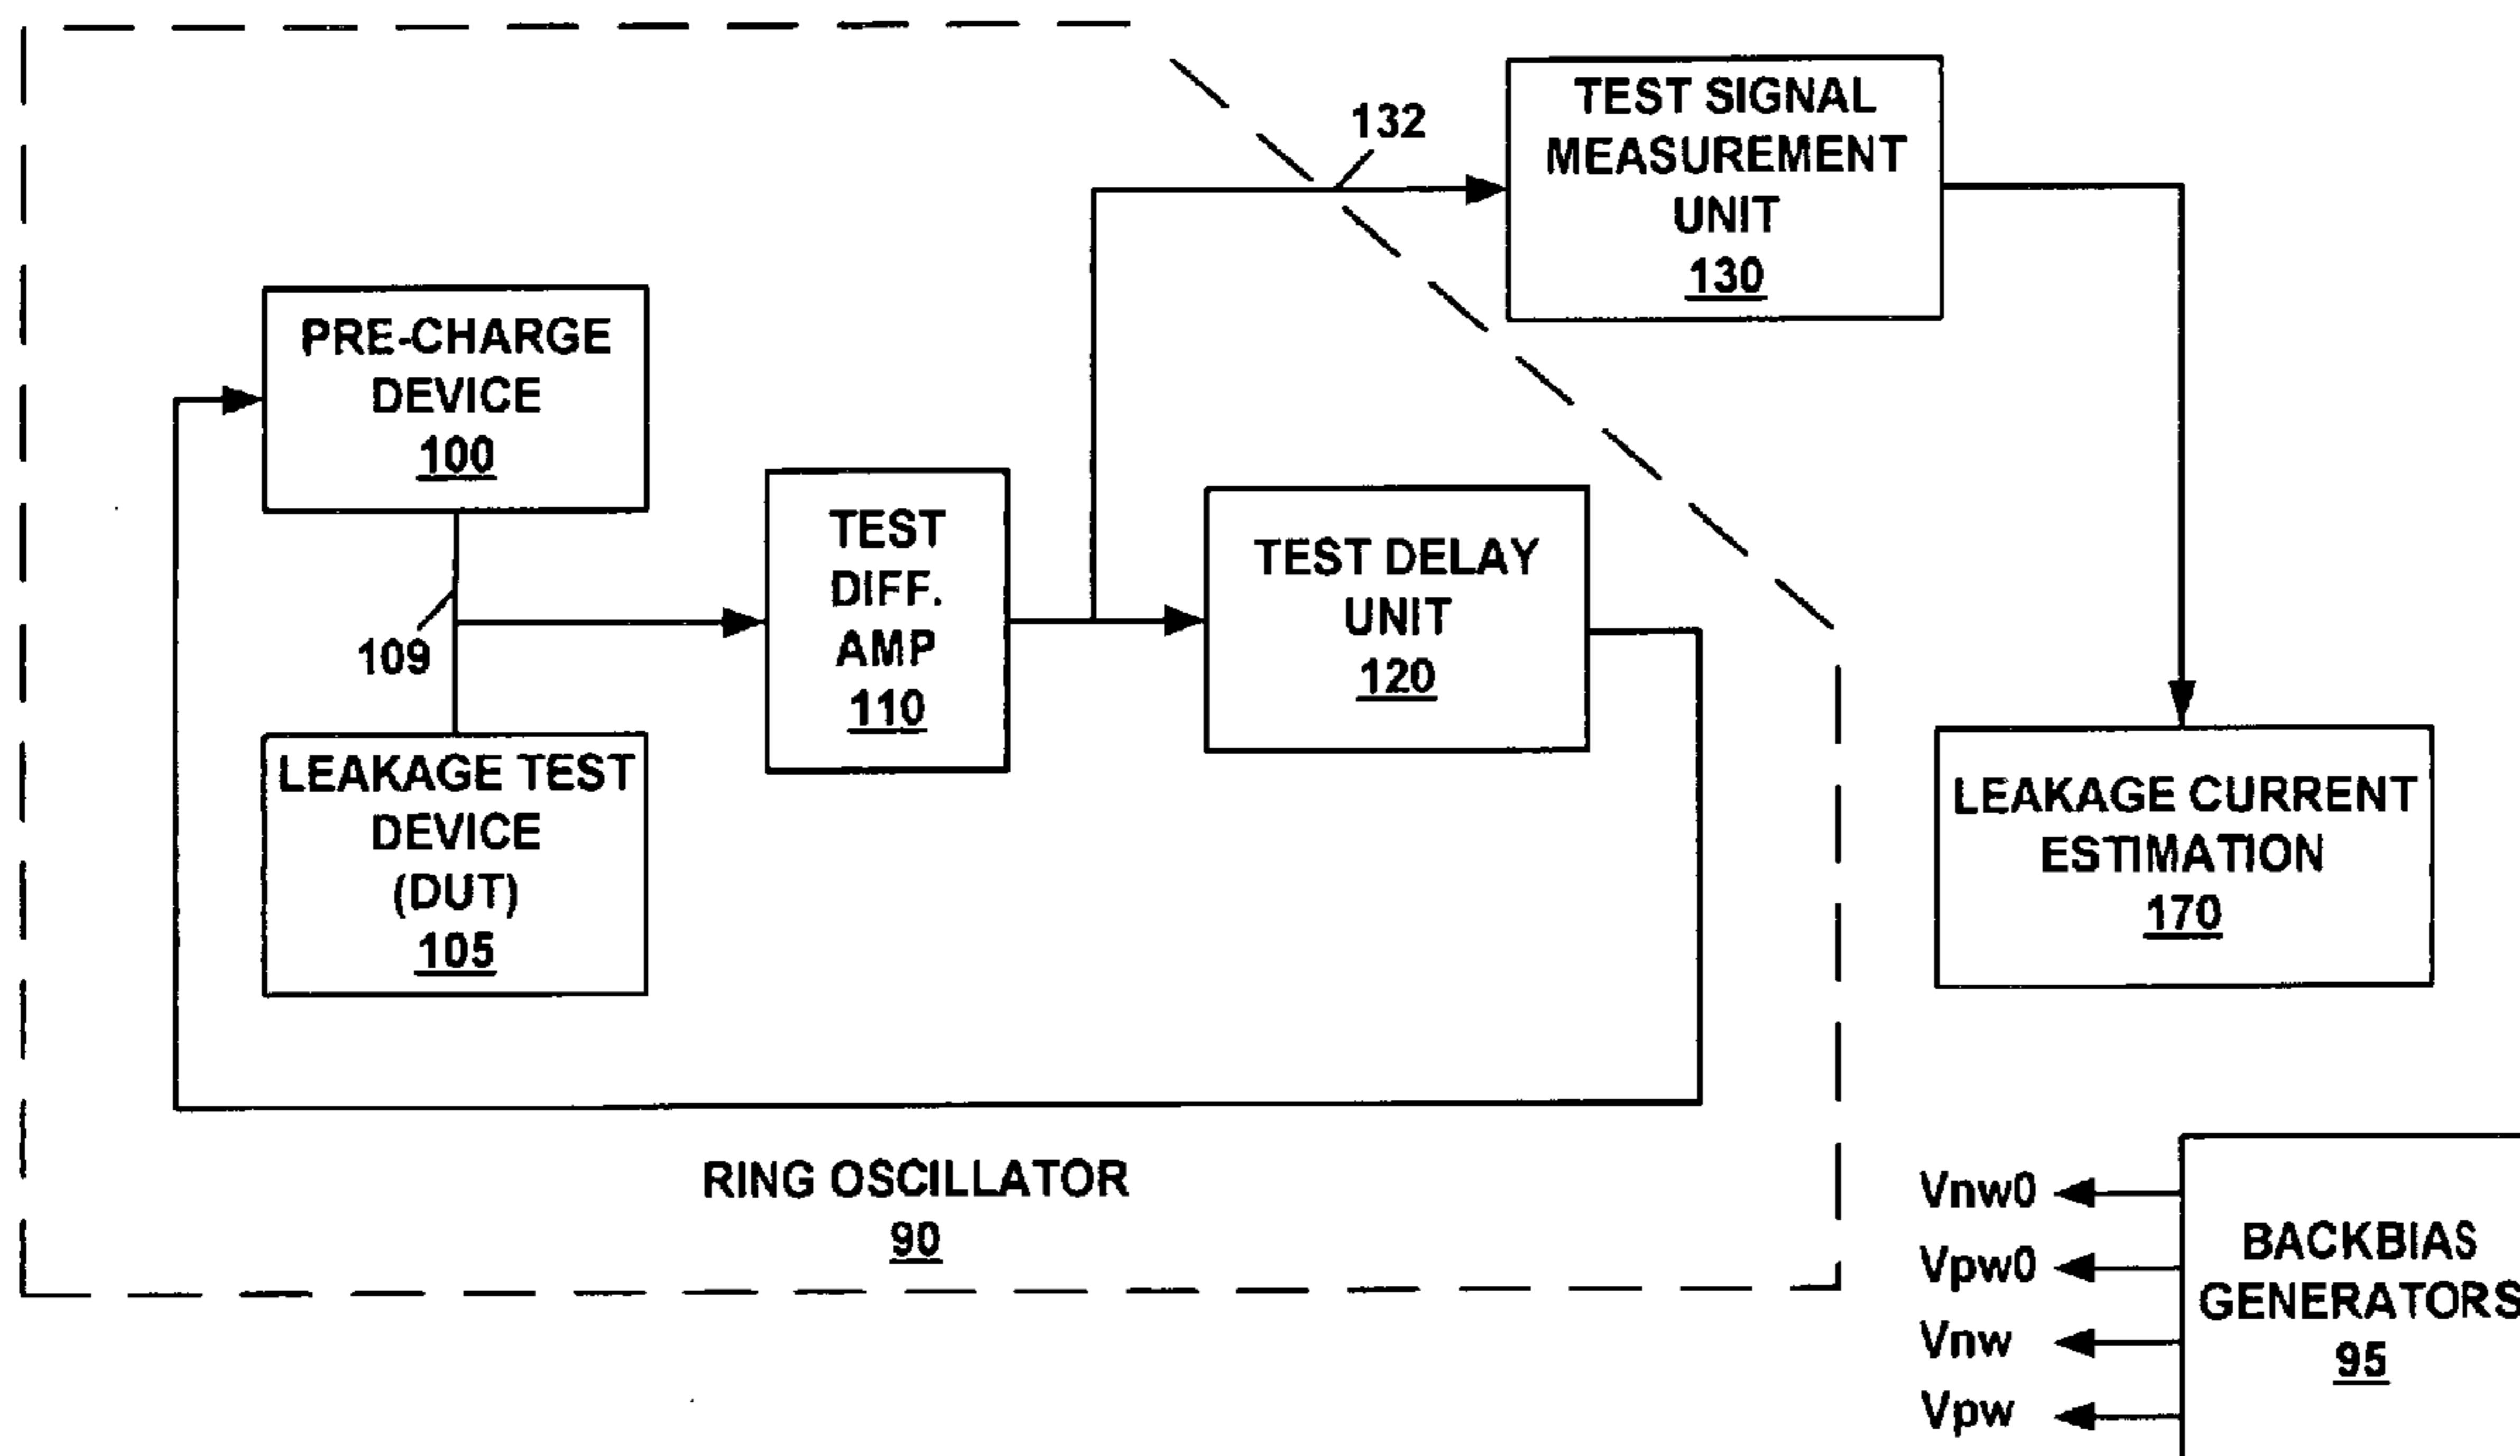 132
TEST SIGNAL
MEASUREMENT
UNIT
130
PRE-CHARGE
DEVICE
100
109
TEST
DIFF.
AMP
110
TEST DELAY
UNIT
120
LEAKAGE TEST
DEVICE
(DUT)
105
LEAKAGE CURRENT
ESTIMATION
170
RING OSCILLATOR
90
Vnw0
Vpw0
Vnw
Vpw
BACKBIAS
GENERATORS
95